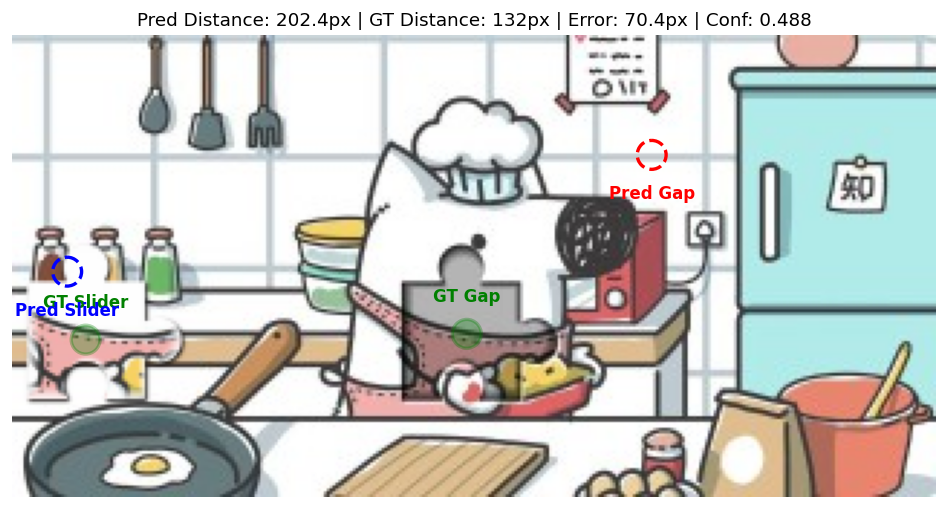 Pred Distance: 202.4px | GT Distance: 132px | Error: 70.4px | Conf: 0.488
Pred Gap
知
GT Slider
GT Gap
Pred Slider